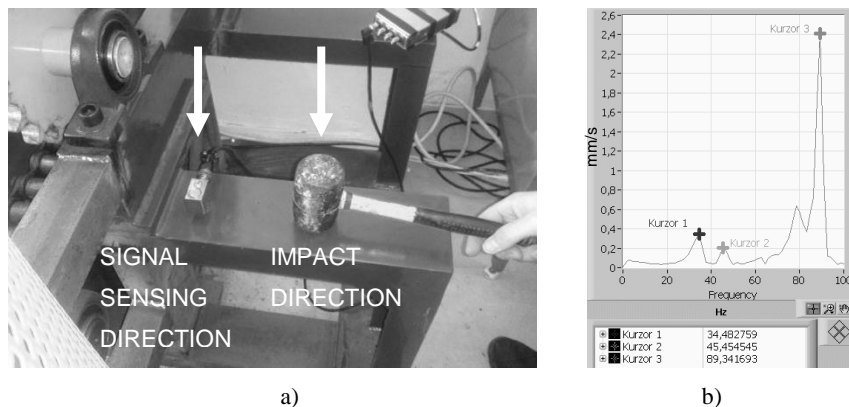 SIGNAL
SENSING
DIRECTION
IMPACT
DIRECTION
2,6
2,4
2,2
2
1,8
1,6
1,4
1,2
1
0,8
0,6
0,4
0,2
0
mm/s
Kurzor 3
Kurzor 1
Kurzor 2
0 20 40 60 80 100
Frequency
Hz
Kurzor 1 34,482759
Kurzor 2 45,454545
Kurzor 3 89,341693
a) b)